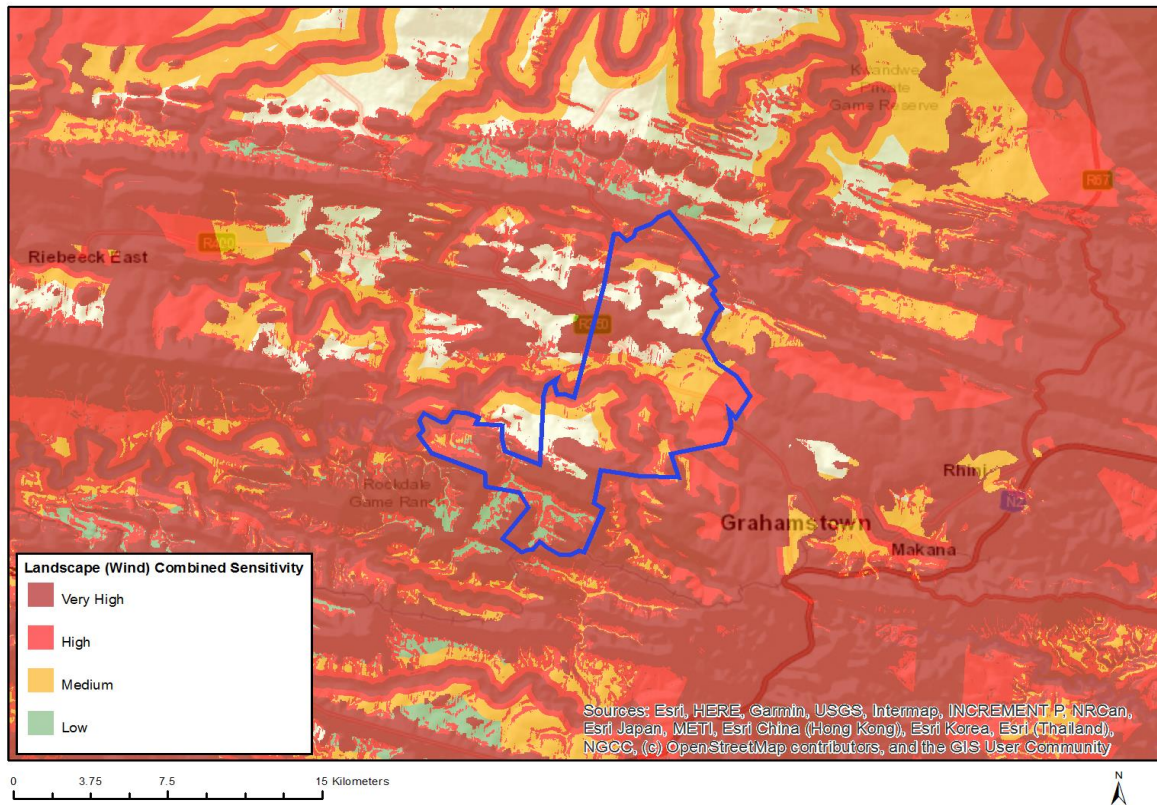 Kwandwe
Private
Game Reserve
R67
R400
Riebeeck East
Rockdale
Game Ranch
Rhini
N2
Grahamstown
Makana
Landscape (Wind) Combined Sensitivity
Very High
High
Medium
Low
Sources: Esri, HERE, Garmin, USGS, Intermap, INCREMENT P, NRCan,
Esri Japan, METI, Esri China (Hong Kong), Esri Korea, Esri (Thailand),
NGCC, (c) OpenStreetMap contributors, and the GIS User Community
0 3.75 7.5 15 Kilometers
N